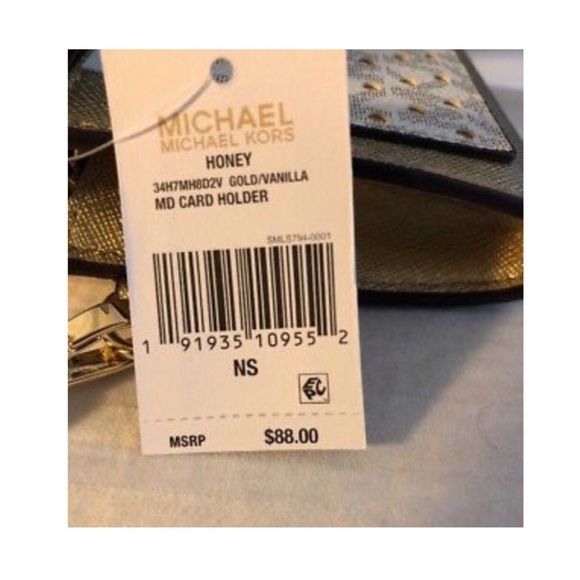 MICHAEL
MICHAEL KORS
HONEY
34H7MH8D2V GOLD/VANILLA
MD CARD HOLDER
SMLS794-0001
1 91935 10955 2
NS
EPC
MSRP $88.00